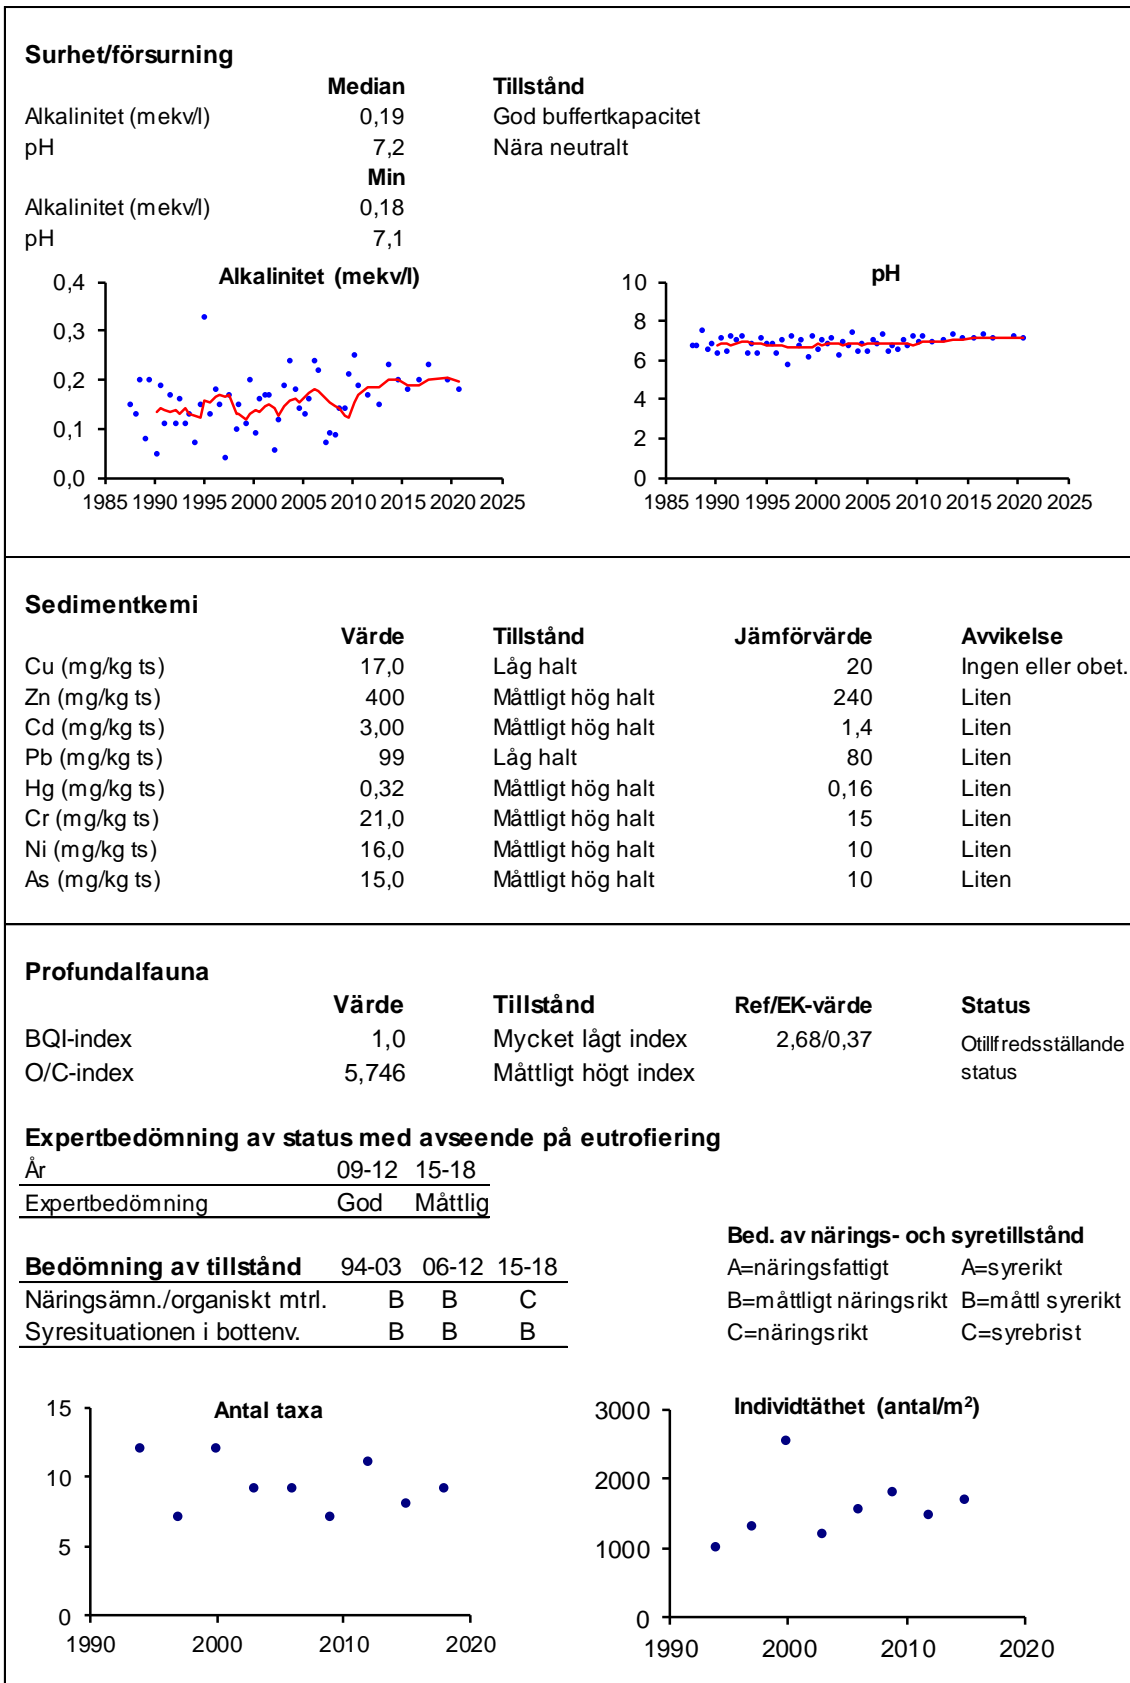 Surhet/försurning
Median Tillstånd
Alkalinitet (mekv/l) 0,19 God buffertkapacitet
pH 7,2 Nära neutralt
Min
Alkalinitet (mekv/l) 0,18
pH 7,1
Alkalinitet (mekv/l)
0,4
0,3
0,2
0,1
0,0
1985 1990 1995 2000 2005 2010 2015 2020 2025
pH
10
8
6
4
2
0
1985 1990 1995 2000 2005 2010 2015 2020 2025
Sedimentkemi
Värde Tillstånd Jämförvärde Avvikelse
Cu (mg/kg ts) 17,0 Låg halt 20 Ingen eller obet.
Zn (mg/kg ts) 400 Måttligt hög halt 240 Liten
Cd (mg/kg ts) 3,00 Måttligt hög halt 1,4 Liten
Pb (mg/kg ts) 99 Låg halt 80 Liten
Hg (mg/kg ts) 0,32 Måttligt hög halt 0,16 Liten
Cr (mg/kg ts) 21,0 Måttligt hög halt 15 Liten
Ni (mg/kg ts) 16,0 Måttligt hög halt 10 Liten
As (mg/kg ts) 15,0 Måttligt hög halt 10 Liten
Profundalfauna
Värde Tillstånd Ref/EK-värde Status
BQI-index 1,0 Mycket lågt index 2,68/0,37 Otillfredsställande
O/C-index 5,746 Måttligt högt index status
Expertbedömning av status med avseende på eutrofiering
År 09-12 15-18
Expertbedömning God Måttlig
Bedömning av tillstånd 94-03 06-12 15-18
Näringsämn./organiskt mtrl. B B C
Syresituationen i bottenv. B B B
Bed. av närings- och syretillstånd
A=näringsfattigt A=syrerikt
B=måttligt näringsrikt B=måttl syrerikt
C=näringsrikt C=syrebrist
Antal taxa
15
10
5
0
1990 2000 2010 2020
Individtäthet (antal/m²)
3000
2000
1000
0
1990 2000 2010 2020